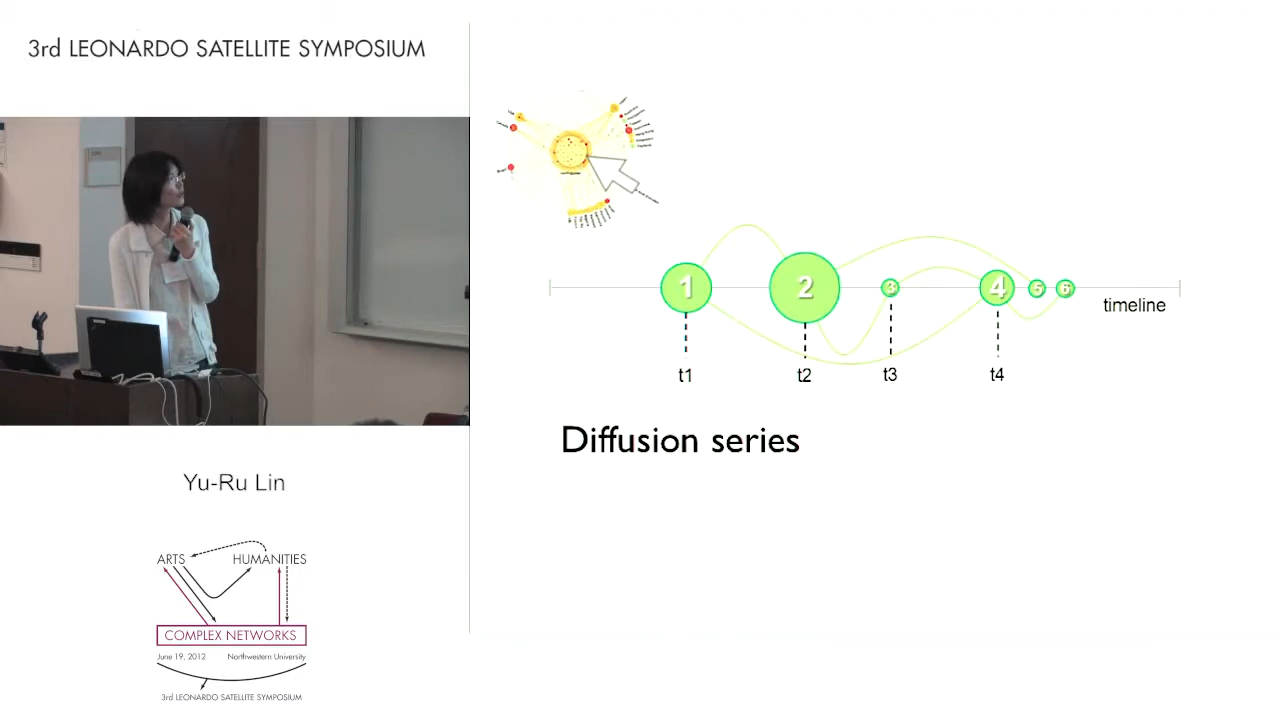 3rd LEONARDO SATELLITE SYMPOSIUM
1
2
3
4
5
6
timeline
t1
t2
t3
t4
Diffusion series
Yu-Ru Lin
ARTS
HUMANITIES
COMPLEX NETWORKS
June 19, 2012
Northwestern University
3rd LEONARDO SATELLITE SYMPOSIUM